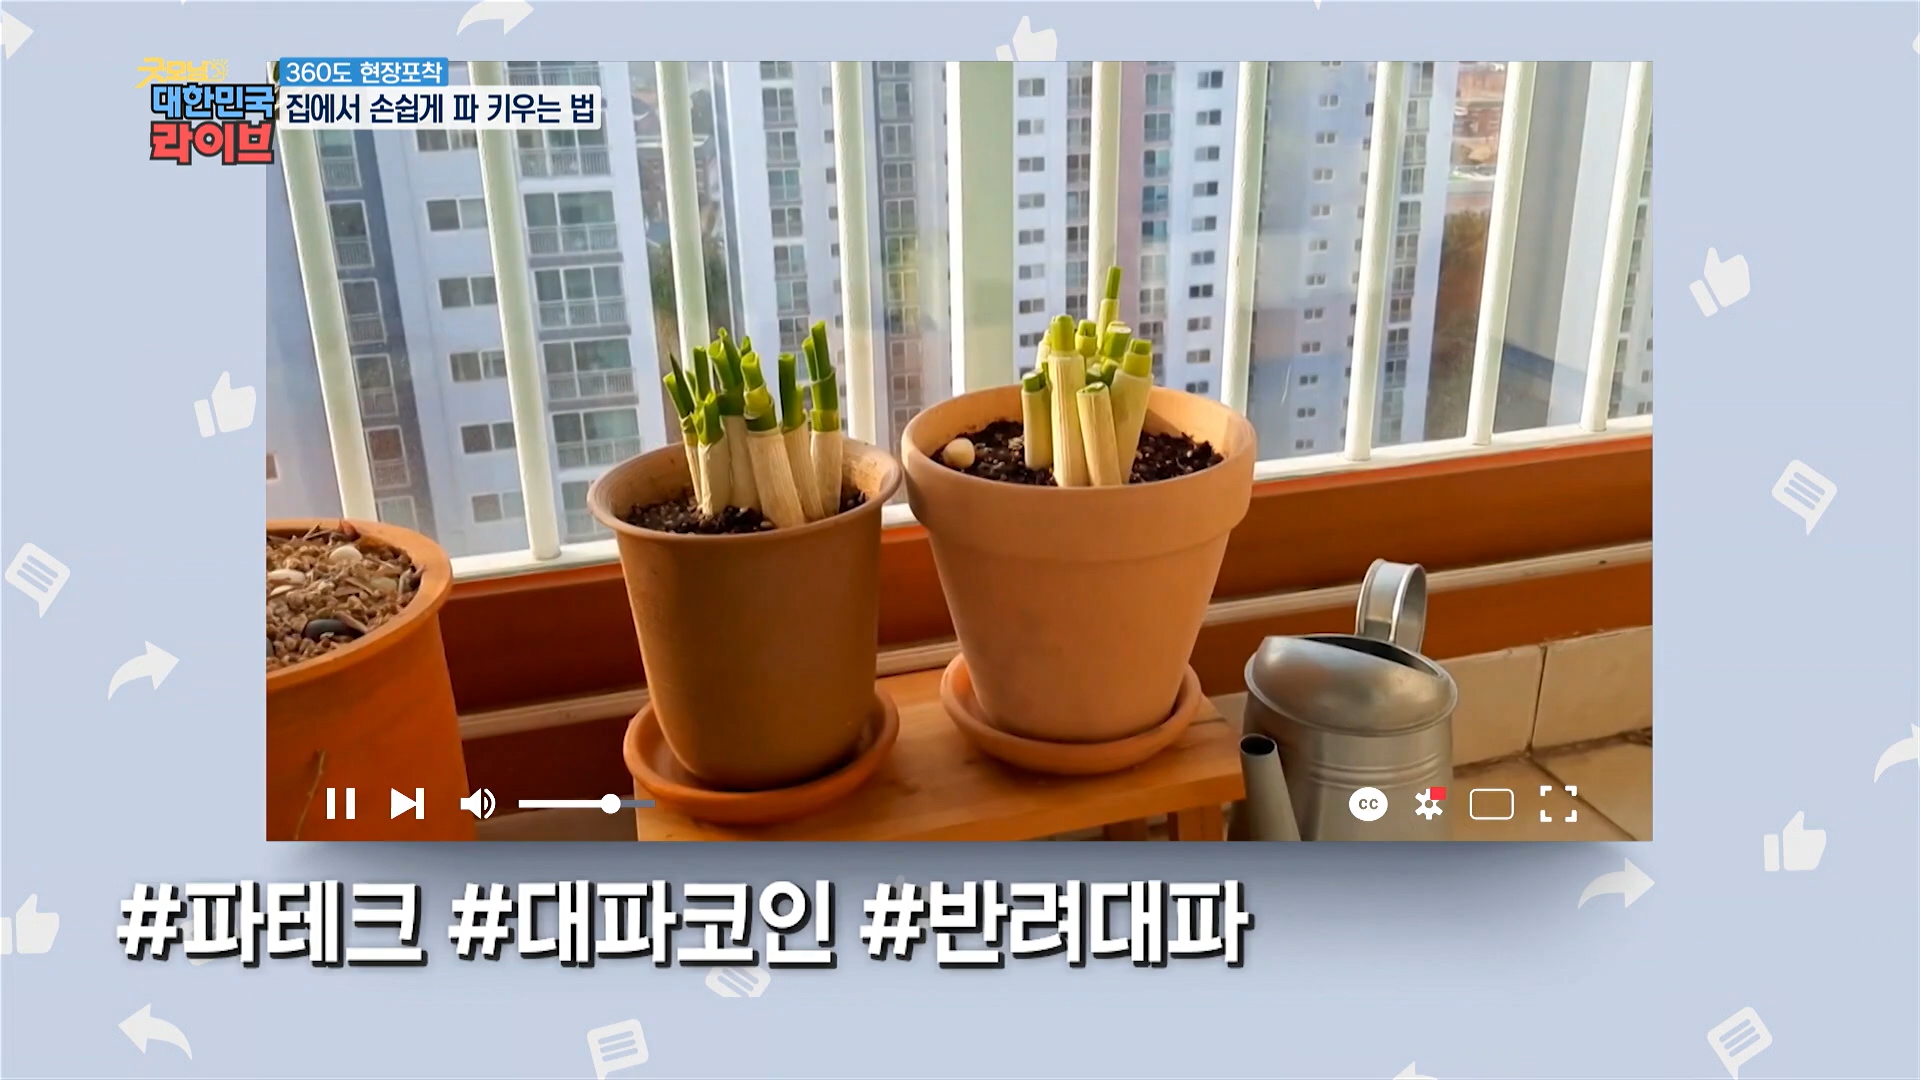 굿모닝
대한민국
라이브
360도 현장포착
집에서 손쉽게 파 키우는 법
CC
#파테크 #대파코인 #반려대파